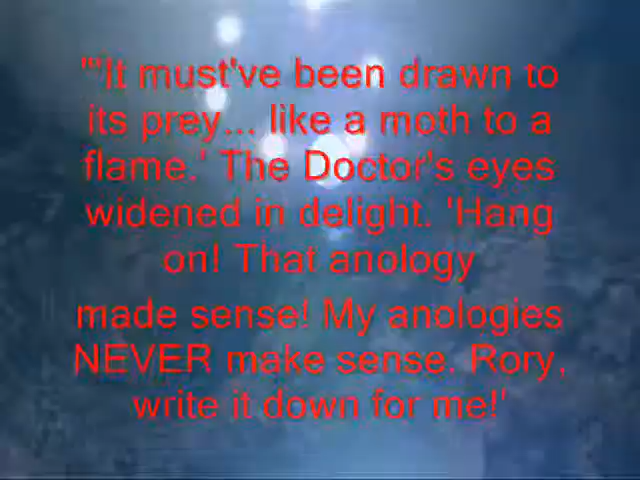 "'It must've been drawn to
its prey... like a moth to a
flame.' The Doctor's eyes
widened in delight. 'Hang
on! That anology
made sense! My anologies
NEVER make sense. Rory,
write it down for me!'